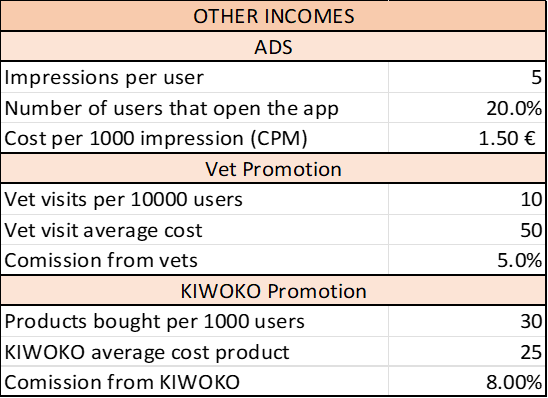 OTHER INCOMES
ADS
Impressions per user 5
Number of users that open the app 20.0%
Cost per 1000 impression (CPM) 1.50 €
Vet Promotion
Vet visits per 10000 users 10
Vet visit average cost 50
Comission from vets 5.0%
KIWOKO Promotion
Products bought per 1000 users 30
KIWOKO average cost product 25
Comission from KIWOKO 8.00%